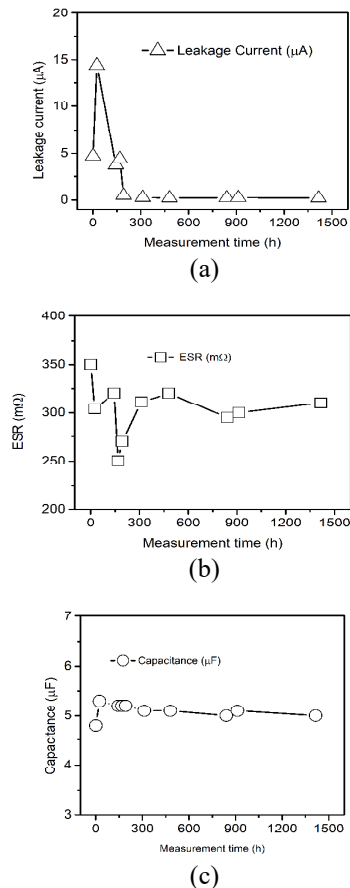 20
15
10
5
0
Leakage current (μA)
Leakage Current (μA)
0 300 600 900 1200 1500
Measurement time (h)
(a)
400
350
300
250
200
ESR (mΩ)
ESR (mΩ)
0 300 600 900 1200 1500
Measurement time (h)
(b)
7
6
5
4
3
Capacitance (μF)
Capacitance (μF)
0 300 600 900 1200 1500
Measurement time (h)
(c)